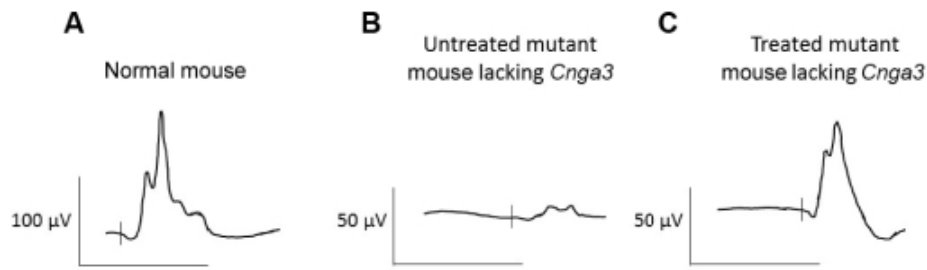 A
Normal mouse
100 µV
B
Untreated mutant
mouse lacking Cnga3
50 µV
C
Treated mutant
mouse lacking Cnga3
50 µV